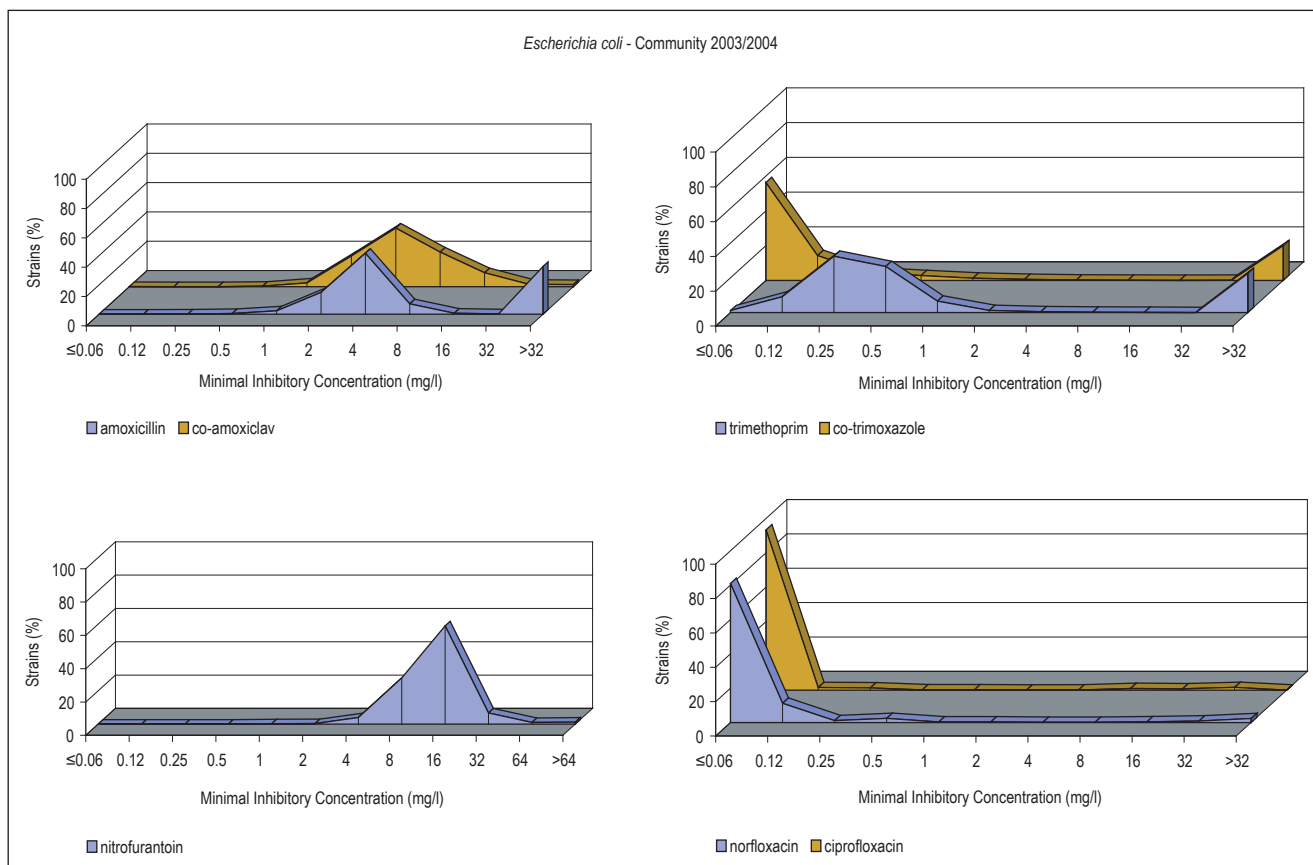 Escherichia coli - Community 2003/2004
100
80
60
40
20
0
Strains (%)
≤0.06 0.12 0.25 0.5 1 2 4 8 16 32 >32
Minimal Inhibitory Concentration (mg/l)
amoxicillin co-amoxiclav
100
80
60
40
20
0
Strains (%)
≤0.06 0.12 0.25 0.5 1 2 4 8 16 32 >32
Minimal Inhibitory Concentration (mg/l)
trimethoprim co-trimoxazole
100
80
60
40
20
0
Strains (%)
≤0.06 0.12 0.25 0.5 1 2 4 8 16 32 64 >64
Minimal Inhibitory Concentration (mg/l)
nitrofurantoin
100
80
60
40
20
0
Strains (%)
≤0.06 0.12 0.25 0.5 1 2 4 8 16 32 >32
Minimal Inhibitory Concentration (mg/l)
norfloxacin ciprofloxacin